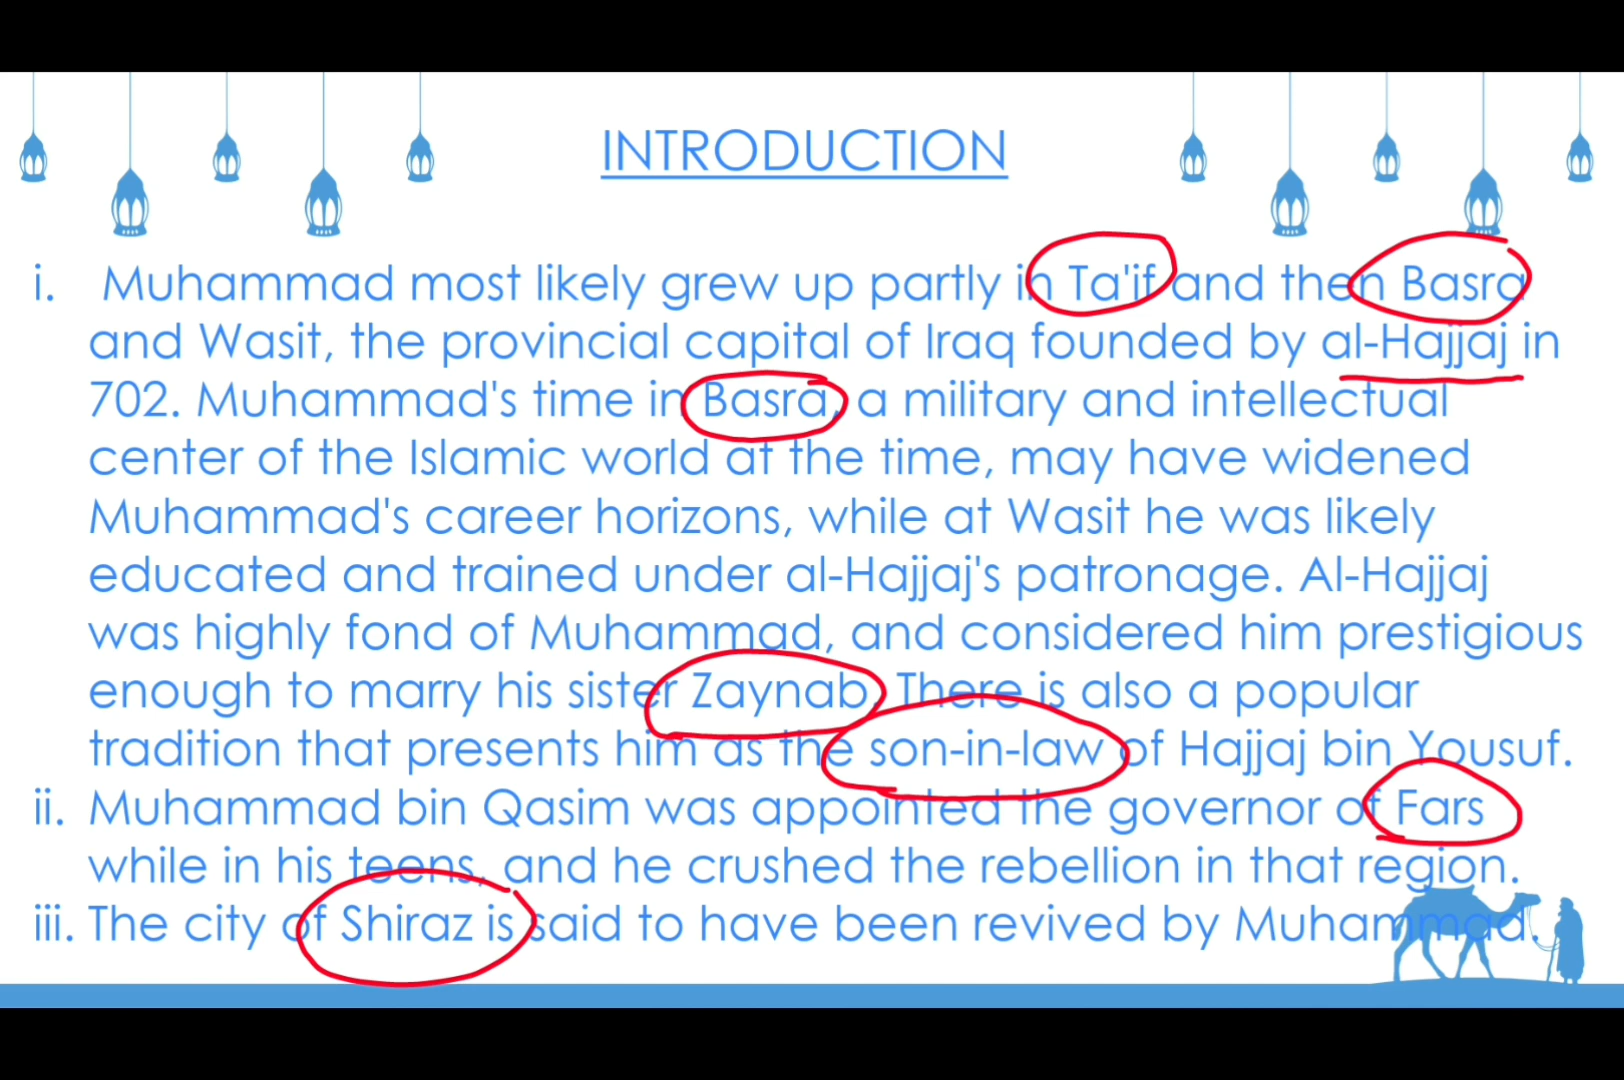 INTRODUCTION
i. Muhammad most likely grew up partly in Ta'if and then Basra
and Wasit, the provincial capital of Iraq founded by al-Hajjaj in
702. Muhammad's time in Basra, a military and intellectual
center of the Islamic world at the time, may have widened
Muhammad's career horizons, while at Wasit he was likely
educated and trained under al-Hajjaj's patronage. Al-Hajjaj
was highly fond of Muhammad, and considered him prestigious
enough to marry his sister Zaynab. There is also a popular
tradition that presents him as the son-in-law of Hajjaj bin Yousuf.
ii. Muhammad bin Qasim was appointed the governor of Fars
while in his teens, and he crushed the rebellion in that region.
iii. The city of Shiraz is said to have been revived by Muhammad.